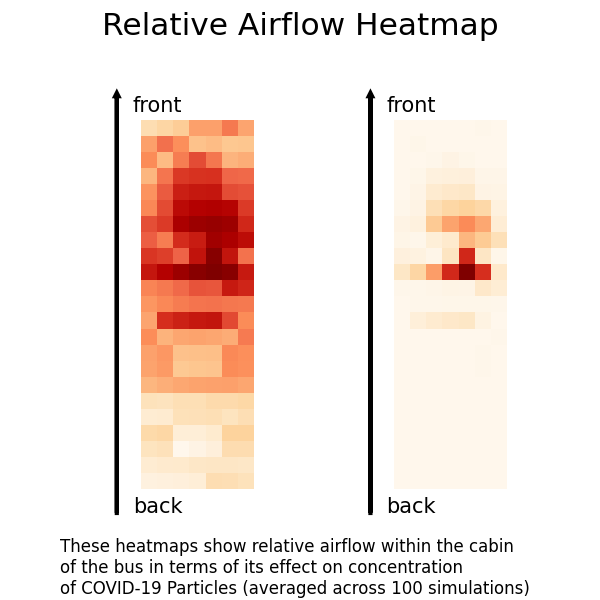 Relative Airflow Heatmap
front
front
back
back
These heatmaps show relative airflow within the cabin
of the bus in terms of its effect on concentration
of COVID-19 Particles (averaged across 100 simulations)